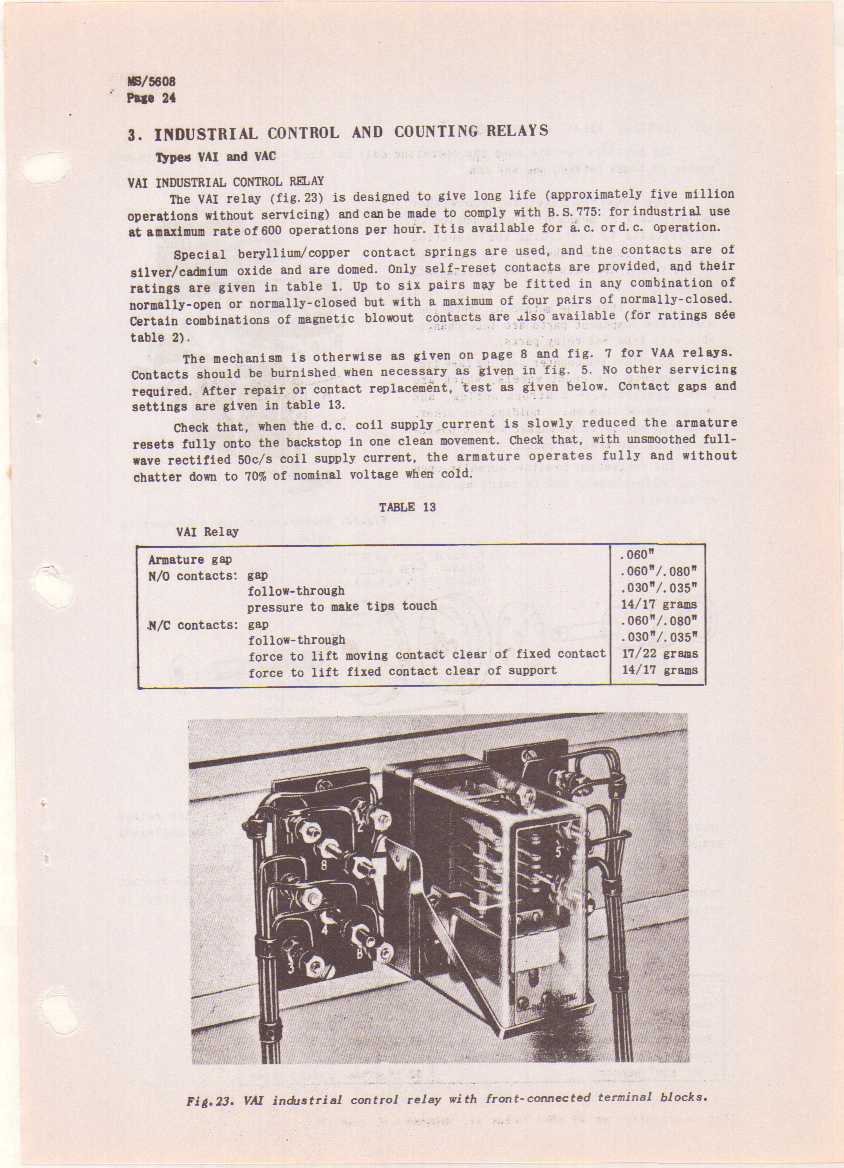 MS/5608
Page 24
3. INDUSTRIAL CONTROL AND COUNTING RELAYS
Types VAI and VAC
VAI INDUSTRIAL CONTROL RELAY
The VAI relay (fig.23) is designed to give long life (approximately five million
operations without servicing) and can be made to comply with B.S.775: for industrial use
at a maximum rate of 600 operations per hour. It is available for a.c. or d.c. operation.
Special beryllium/copper contact springs are used, and the contacts are of
silver/cadmium oxide and are domed. Only self-reset contacts are provided, and their
ratings are given in table 1. Up to six pairs may be fitted in any combination of
normally-open or normally-closed but with a maximum of four pairs of normally-closed.
Certain combinations of magnetic blowout contacts are also available (for ratings see
table 2).
The mechanism is otherwise as given on page 8 and fig. 7 for VAA relays.
Contacts should be burnished when necessary as given in fig. 5. No other servicing
required. After repair or contact replacement, test as given below. Contact gaps and
settings are given in table 13.
Check that, when the d.c. coil supply current is slowly reduced the armature
resets fully onto the backstop in one clean movement. Check that, with unsmoothed full-
wave rectified 50c/s coil supply current, the armature operates fully and without
chatter down to 70% of nominal voltage when cold.
TABLE 13
VAI Relay
Armature gap .060"
N/O contacts: gap .060"/.080"
follow-through .030"/.035"
pressure to make tips touch 14/17 grams
N/C contacts: gap .060"/.080"
follow-through .030"/.035"
force to lift moving contact clear of fixed contact 17/22 grams
force to lift fixed contact clear of support 14/17 grams
2
8
4
3
B
5
Fig.23. VAI industrial control relay with front-connected terminal blocks.